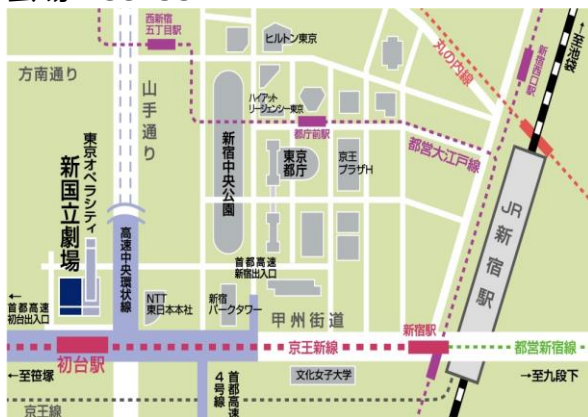 西新宿
五丁目駅
ヒルトン東京
丸の内線
新宿西口駅
→至池袋
方南通り
山手通り
ハイアット
リージェンシー東京
都庁前駅
都営大江戸線
新宿中央公園
東京
都庁
京王
プラザH
東京オペラシティ
新国立劇場
JR新宿駅
高速中央環状線
首都高速
新宿出入口
←
首都高速
初台出入口
NTT
東日本本社
新宿
パークタワー
甲州街道
新宿駅
初台駅
京王新線
都営新宿線
←至笹塚
首都高速
4号線
文化女子大学
→至九段下
京王線